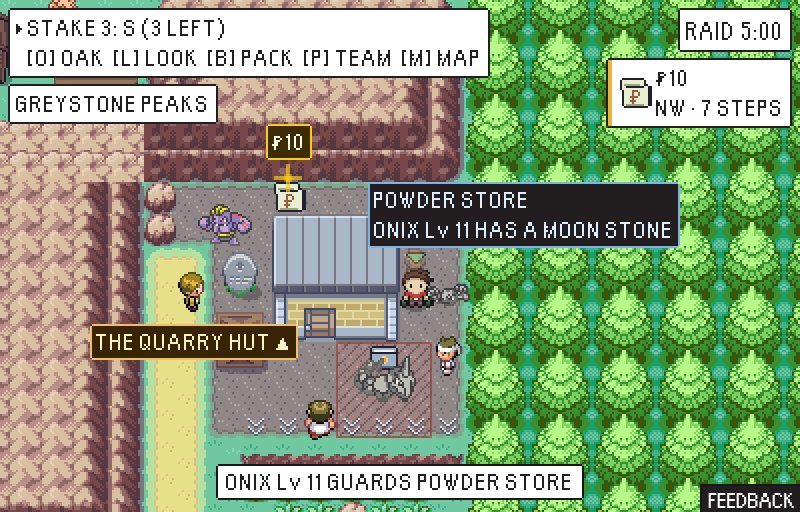 ▸STAKE 3: S (3 LEFT)
[O] OAK [L] LOOK [B] PACK [P] TEAM [M] MAP
RAID 5:00
₽10
NW · 7 STEPS
GREYSTONE PEAKS
₽10
POWDER STORE
ONIX Lv 11 HAS A MOON STONE
THE QUARRY HUT ▲
ONIX Lv 11 GUARDS POWDER STORE
FEEDBACK